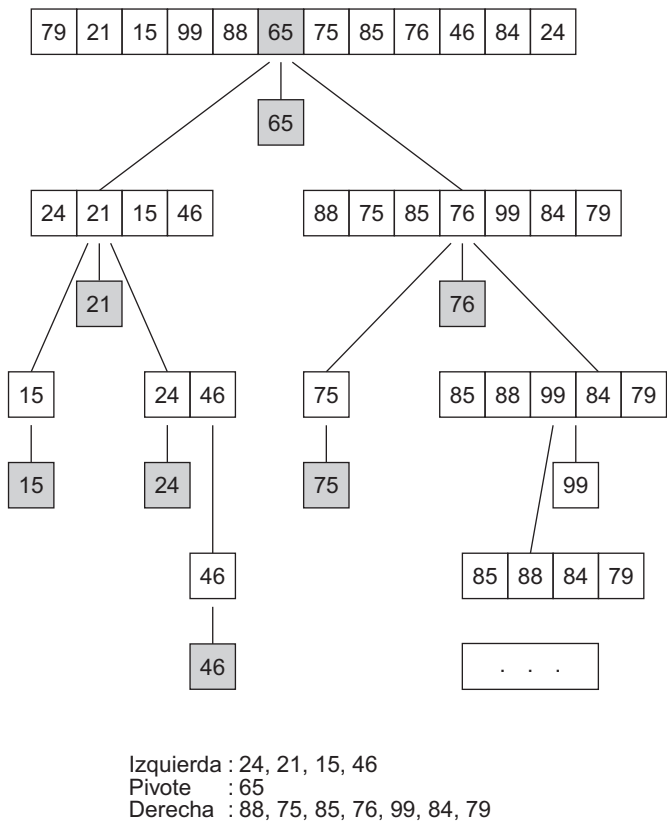 79 21 15 99 88 65 75 85 76 46 84 24
65
24 21 15 46 88 75 85 76 99 84 79
21 76
15 24 46 75 85 88 99 84 79
15 24 75 99
46 85 88 84 79
46 . . .
Izquierda : 24, 21, 15, 46
Pivote : 65
Derecha : 88, 75, 85, 76, 99, 84, 79